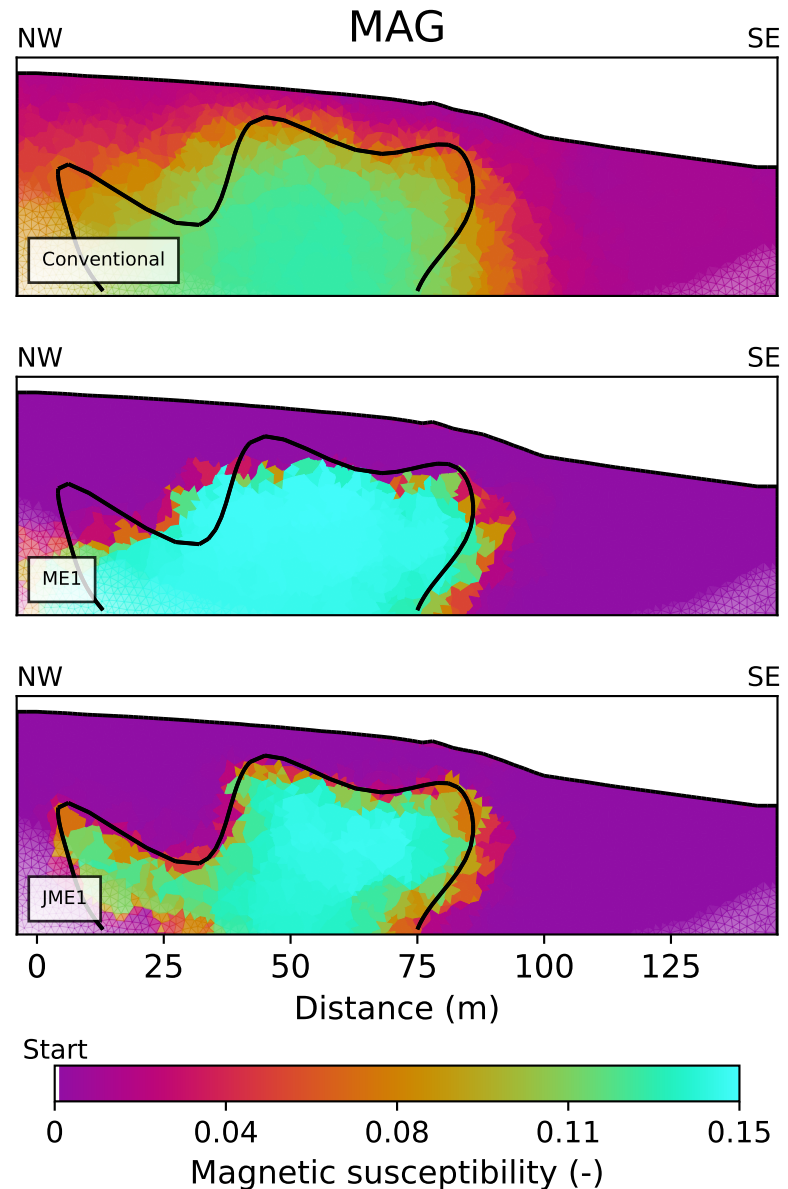 MAG
NW SE
Conventional
NW SE
ME1
NW SE
JME1
0 25 50 75 100 125
Distance (m)
Start
0 0.04 0.08 0.11 0.15
Magnetic susceptibility (-)